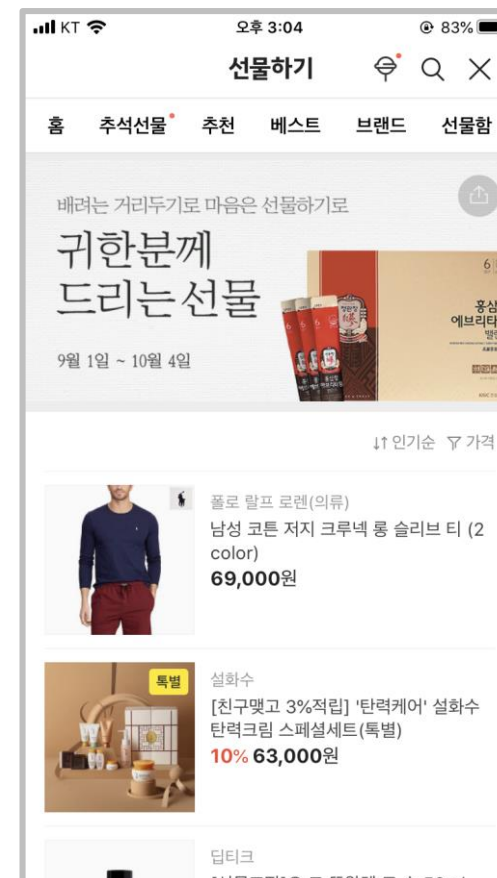 KT 오후 3:04 83%
선물하기
홈 추석선물 추천 베스트 브랜드 선물함
배려는 거리두기로 마음은 선물하기로
귀한분께
드리는 선물
9월 1일 ~ 10월 4일
홍삼
에브리타
인기순 가격
폴로 랄프 로렌(의류)
남성 코튼 저지 크루넥 롱 슬리브 티 (2
color)
69,000원
톡별
설화수
[친구맺고 3%적립] '탄력케어' 설화수
탄력크림 스페셜세트(톡별)
10% 63,000원
딥티크